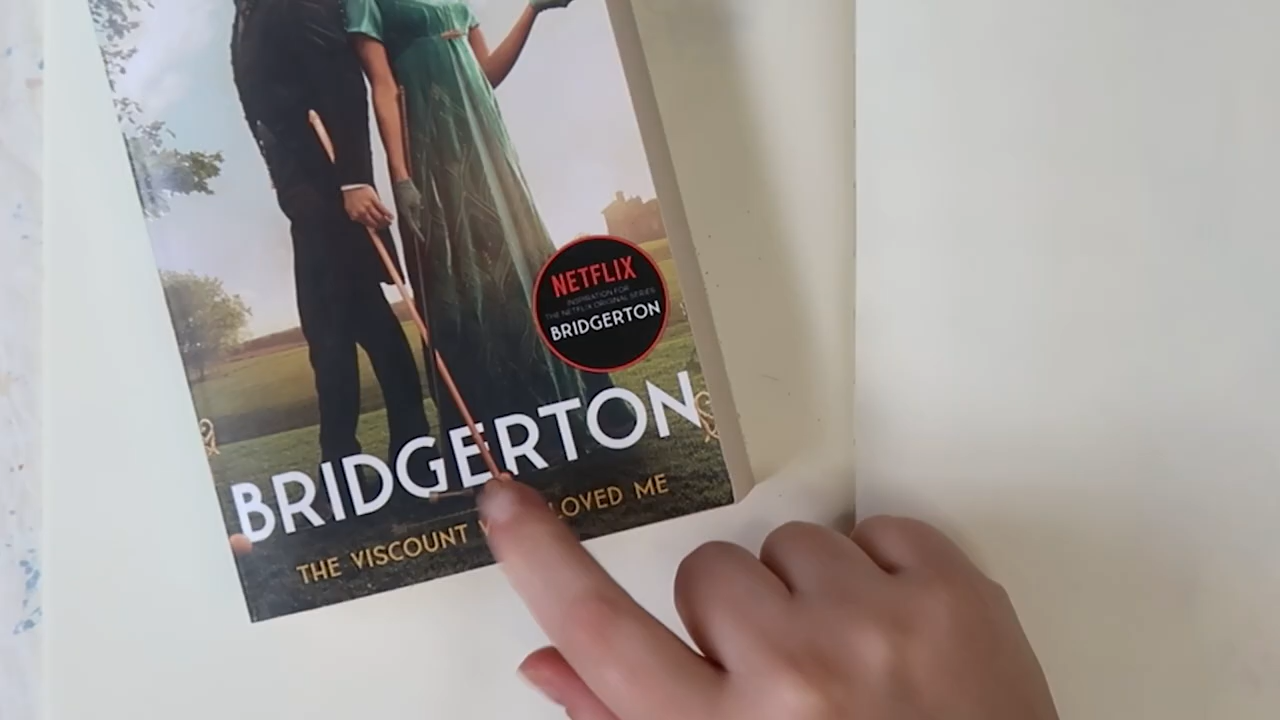 NETFLIX
INSPIRATION FOR
THE NETFLIX ORIGINAL SERIES
BRIDGERTON
BRIDGERTON
THE VISCOUNT W LOVED ME